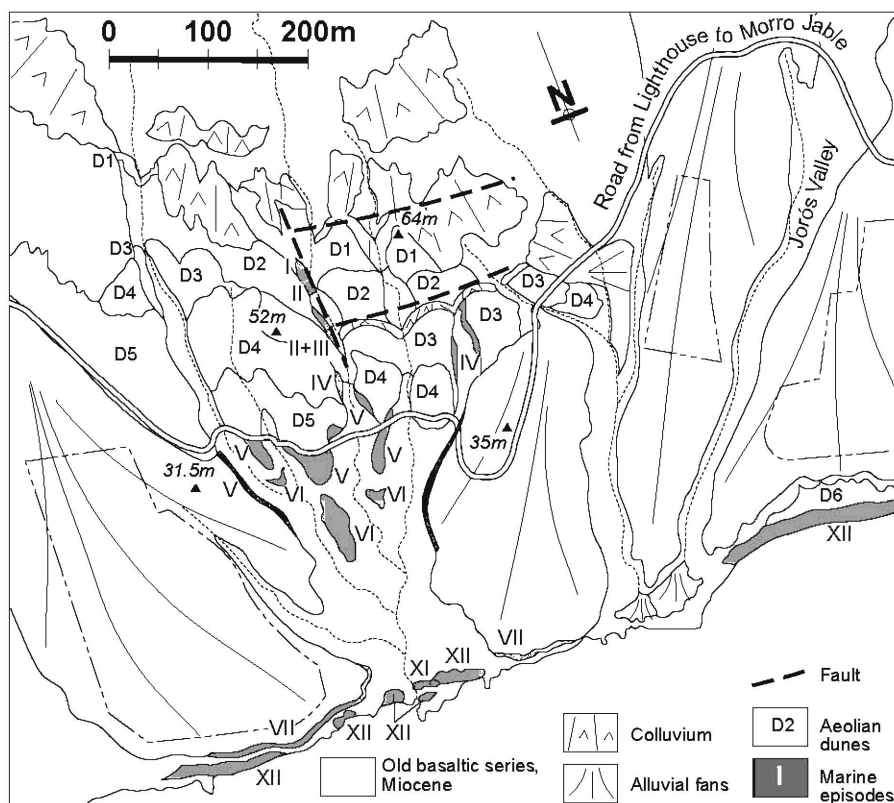 0 100 200m
Road from Lighthouse to Morro Jable
N
D1
64m
D1
D1
Jorós Valley
D3
D3
D2
I
II
D2
D2
D3
D4
D4
52m
D3
D3
D5
D4
II+III
IV
D4
IV
D4
D5
V
35m
31.5m
V
V
V
V
VI
VI
VI
D6
XII
VII
XI
XII
VII
XII
XII
XII
Fault
Colluvium
D2
Aeolian
dunes
Old basaltic series,
Miocene
Alluvial fans
I
Marine
episodes